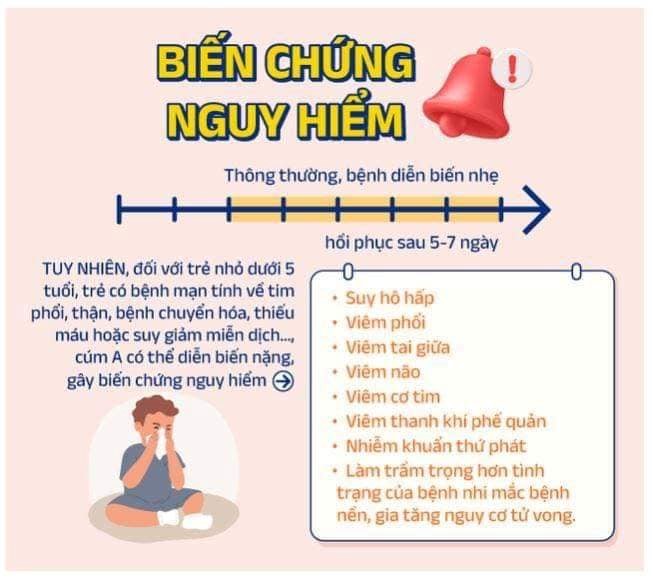 BIẾN CHỨNG
NGUY HIỂM
!
Thông thường, bệnh diễn biến nhẹ
hồi phục sau 5-7 ngày
TUY NHIÊN, đối với trẻ nhỏ dưới 5
tuổi, trẻ có bệnh mạn tính về tim
phổi, thận, bệnh chuyển hóa, thiếu
máu hoặc suy giảm miễn dịch...,
cúm A có thể diễn biến nặng,
gây biến chứng nguy hiểm
• Suy hô hấp
• Viêm phổi
• Viêm tai giữa
• Viêm não
• Viêm cơ tim
• Viêm thanh khí phế quản
• Nhiễm khuẩn thứ phát
• Làm trầm trọng hơn tình
trạng của bệnh nhi mắc bệnh
nền, gia tăng nguy cơ tử vong.